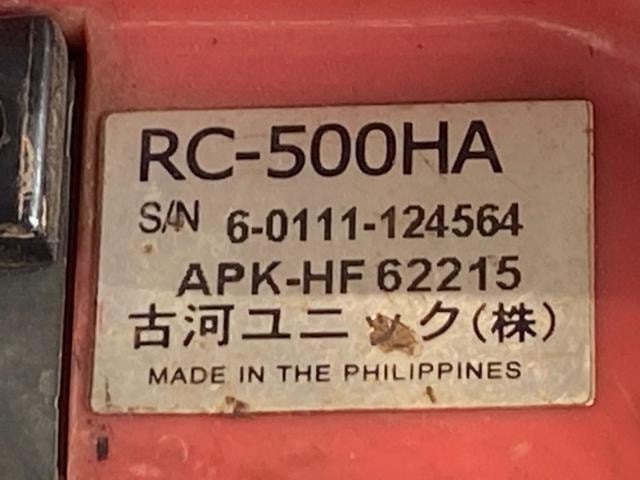 RC-500HA
S/N 6-0111-124564
APK-HF 62215
古河ユニック(株)
MADE IN THE PHILIPPINES